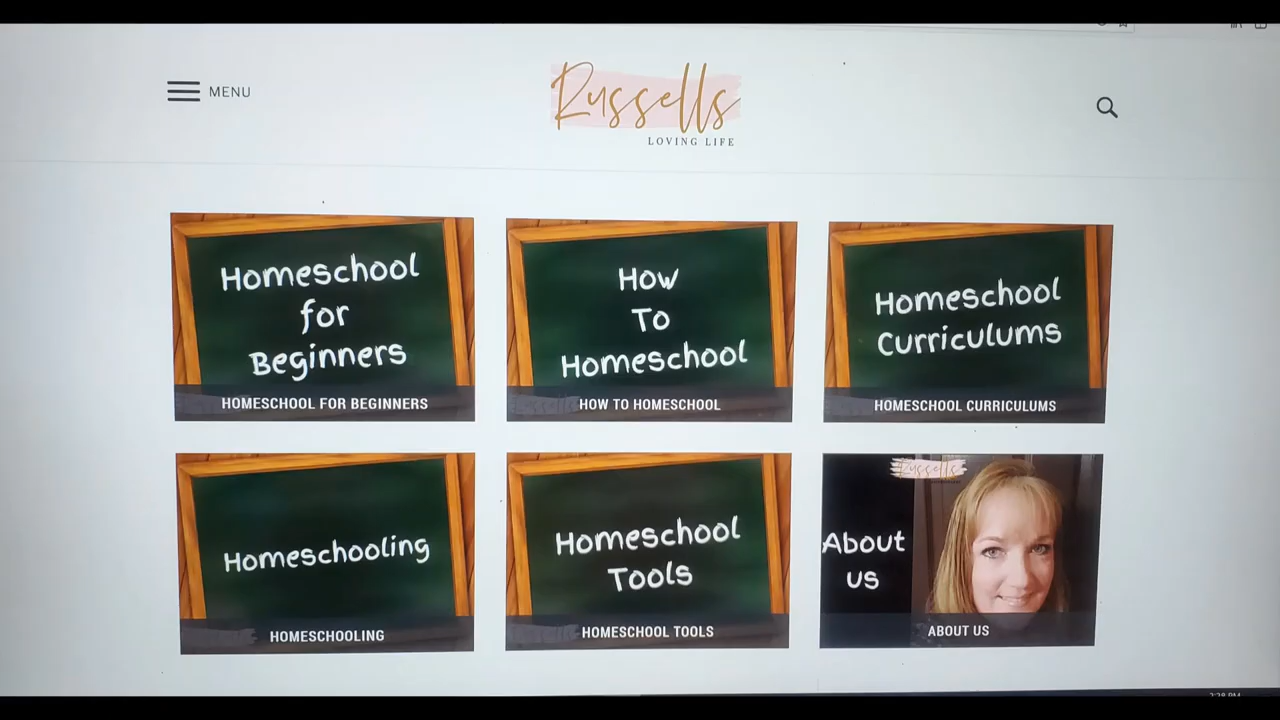 MENU
Russells
LOVING LIFE
Homeschool
for
Beginners
HOMESCHOOL FOR BEGINNERS
How
To
Homeschool
HOW TO HOMESCHOOL
Homeschool
Curriculums
HOMESCHOOL CURRICULUMS
Homeschooling
HOMESCHOOLING
Homeschool
Tools
HOMESCHOOL TOOLS
Russells
About
us
ABOUT US